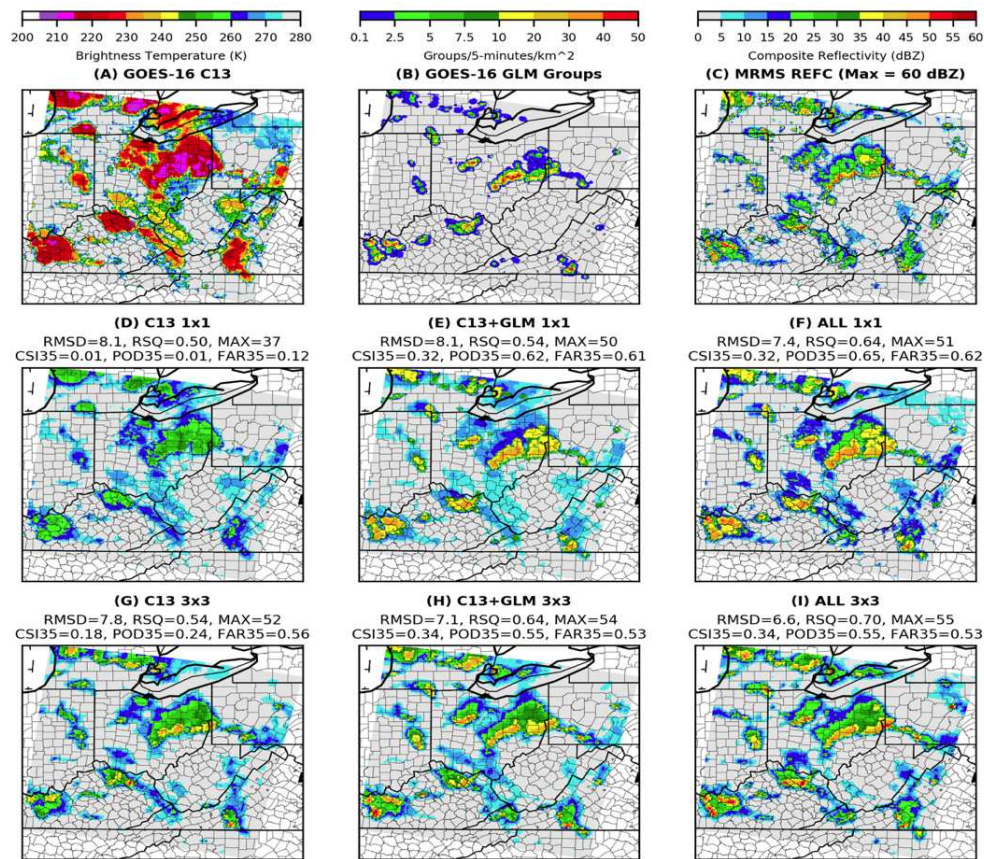 200 210 220 230 240 250 260 270 280
Brightness Temperature (K)
0.1 2.5 5 7.5 10 20 30 40 50
Groups/5-minutes/km^2
0 5 10 15 20 25 30 35 40 45 50 55 60
Composite Reflectivity (dBZ)
(A) GOES-16 C13
(B) GOES-16 GLM Groups
(C) MRMS REFC (Max = 60 dBZ)
(D) C13 1x1
RMSD=8.1, RSQ=0.50, MAX=37
CSI35=0.01, POD35=0.01, FAR35=0.12
(E) C13+GLM 1x1
RMSD=8.1, RSQ=0.54, MAX=50
CSI35=0.32, POD35=0.62, FAR35=0.61
(F) ALL 1x1
RMSD=7.4, RSQ=0.64, MAX=51
CSI35=0.32, POD35=0.65, FAR35=0.62
(G) C13 3x3
RMSD=7.8, RSQ=0.54, MAX=52
CSI35=0.18, POD35=0.24, FAR35=0.56
(H) C13+GLM 3x3
RMSD=7.1, RSQ=0.64, MAX=54
CSI35=0.34, POD35=0.55, FAR35=0.53
(I) ALL 3x3
RMSD=6.6, RSQ=0.70, MAX=55
CSI35=0.34, POD35=0.55, FAR35=0.53